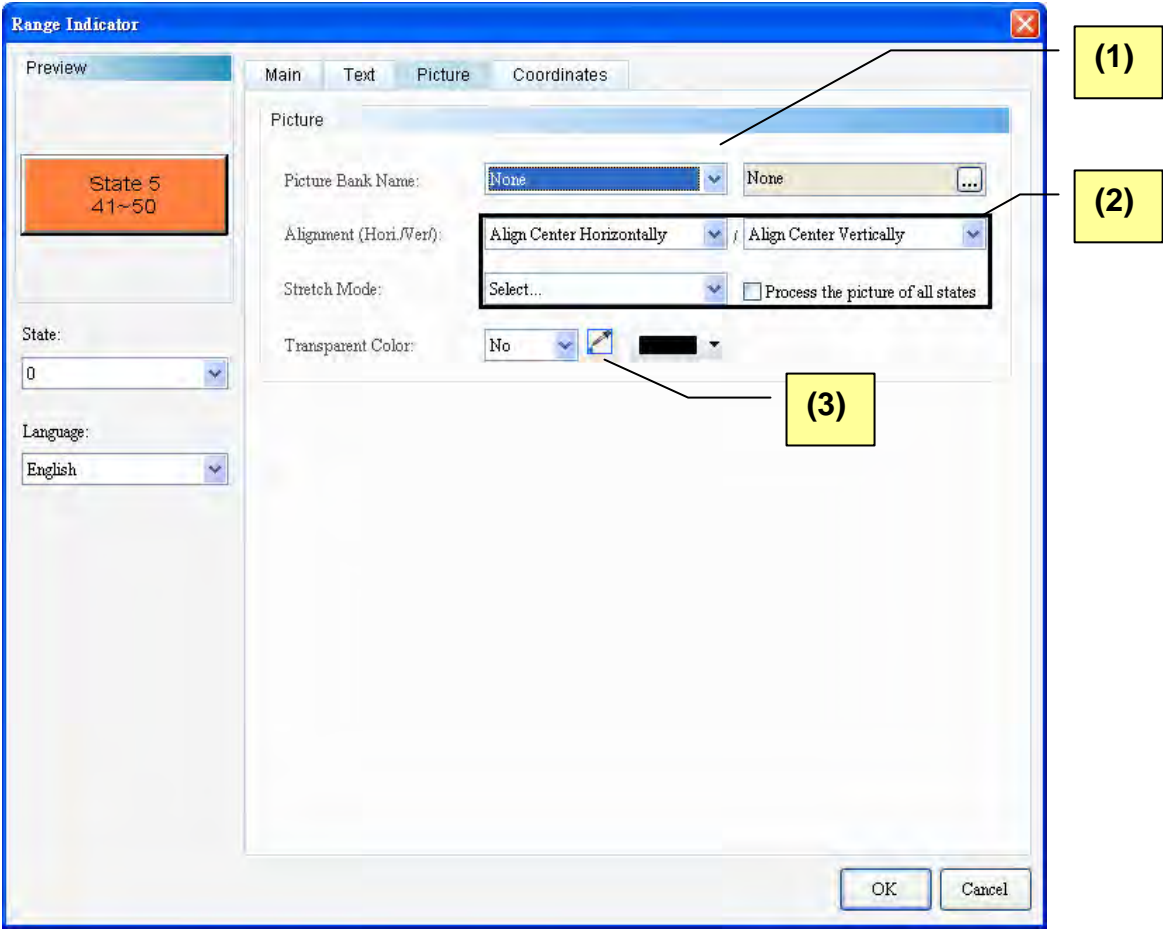 Range Indicator
(1)
Preview
Main Text Picture Coordinates
Picture
State 5
41~50
Picture Bank Name: None None ...
(2)
Alignment (Hori./Ver/): Align Center Horizontally / Align Center Vertically
Stretch Mode: Select... Process the picture of all states
State:
Transparent Color: No
0
(3)
Language:
English
OK Cancel